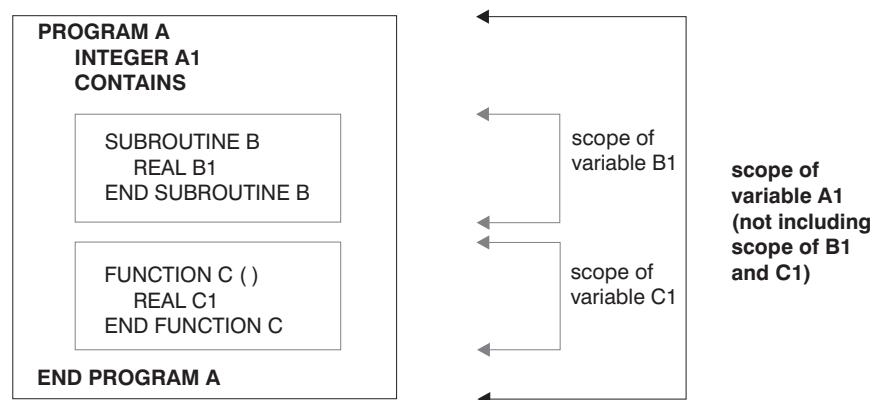 PROGRAM A
INTEGER A1
CONTAINS
SUBROUTINE B
REAL B1
END SUBROUTINE B
FUNCTION C ( )
REAL C1
END FUNCTION C
END PROGRAM A
scope of
variable B1
scope of
variable C1
scope of
variable A1
(not including
scope of B1
and C1)